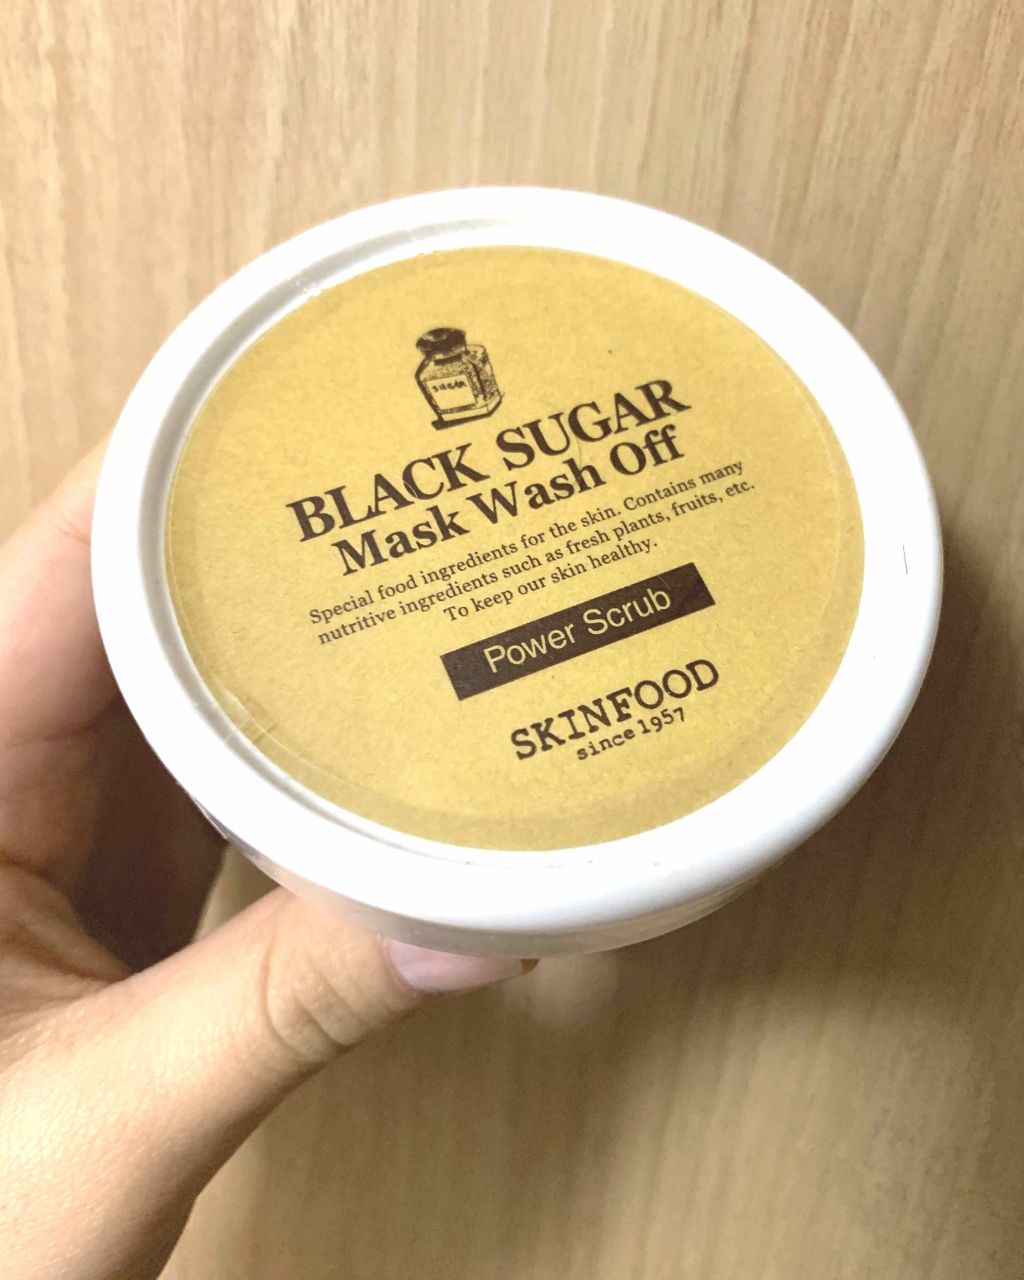 SUGAR
BLACK SUGAR
Mask Wash Off
Special food ingredients for the skin. Contains many
nutritive ingredients such as fresh plants, fruits, etc.
To keep our skin healthy.
Power Scrub
SKINFOOD
since 1957